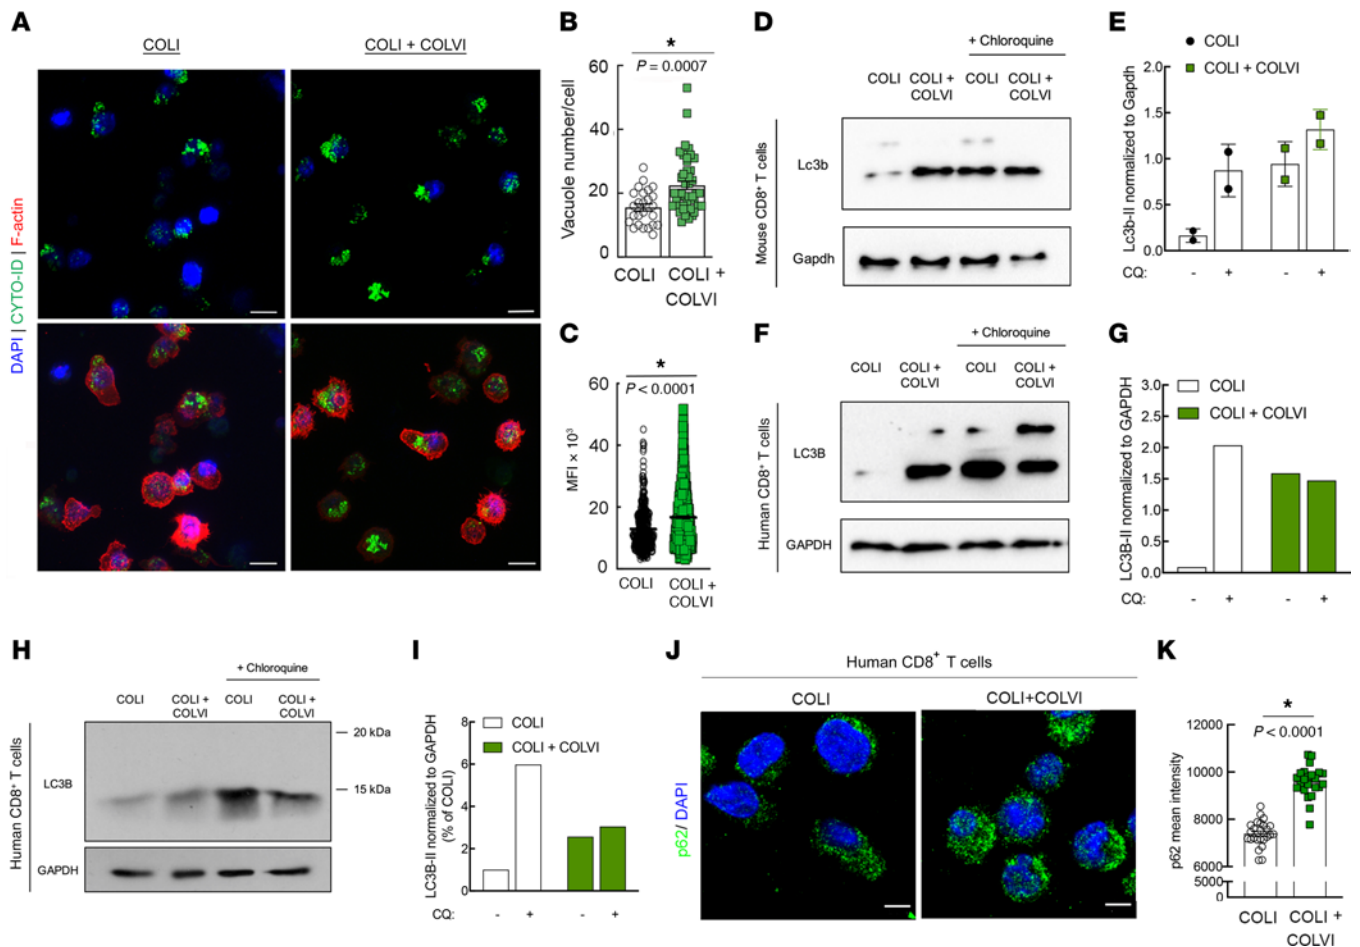 A
COLI
COLI + COLVI
DAPI | CYTO-ID | F-actin
B
*
P = 0.0007
Vacuole number/cell
60
40
20
0
COLI
COLI +
COLVI
C
*
P < 0.0001
MFI × 10³
60
40
20
0
COLI
COLI +
COLVI
D
+ Chloroquine
COLI
COLI +
COLVI
COLI
COLI +
COLVI
Mouse CD8⁺ T cells
Lc3b
Gapdh
E
COLI
COLI + COLVI
Lc3b-II normalized to Gapdh
2.0
1.5
1.0
0.5
0.0
CQ:
-
+
-
+
F
+ Chloroquine
COLI
COLI +
COLVI
COLI
COLI +
COLVI
Human CD8⁺ T cells
LC3B
GAPDH
G
COLI
COLI + COLVI
LC3B-II normalized to GAPDH
3.0
2.5
2.0
1.5
1.0
0.5
0.0
CQ:
-
+
-
+
H
+ Chloroquine
COLI
COLI +
COLVI
COLI
COLI +
COLVI
Human CD8⁺ T cells
LC3B
GAPDH
20 kDa
15 kDa
I
COLI
COLI + COLVI
LC3B-II normalized to GAPDH
(% of COLI)
8
6
4
2
0
CQ:
-
+
-
+
J
Human CD8⁺ T cells
COLI
COLI+COLVI
p62/ DAPI
K
*
P < 0.0001
p62 mean intensity
12000
10000
8000
6000
5000
0
COLI
COLI +
COLVI